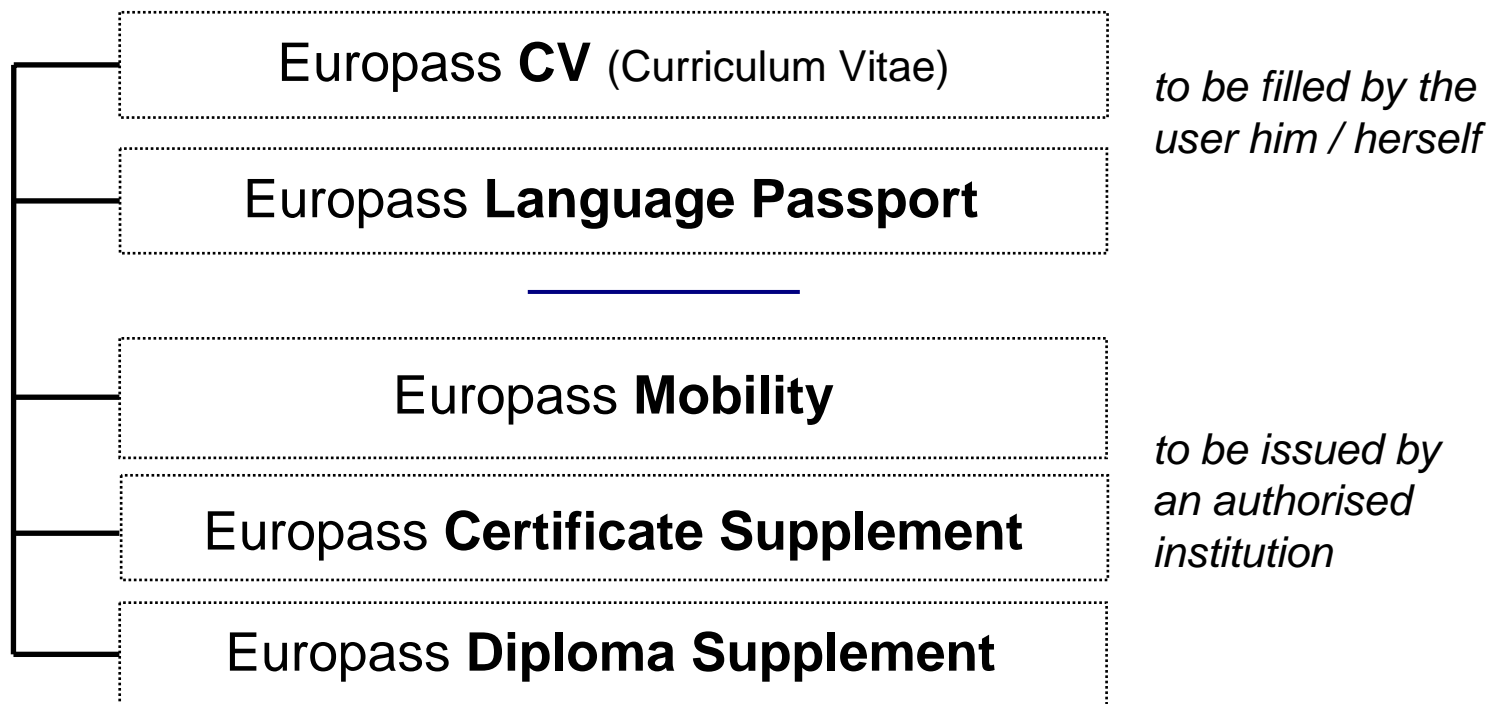 Europass CV (Curriculum Vitae)
to be filled by the
user him / herself
Europass Language Passport
Europass Mobility
to be issued by
an authorised
institution
Europass Certificate Supplement
Europass Diploma Supplement